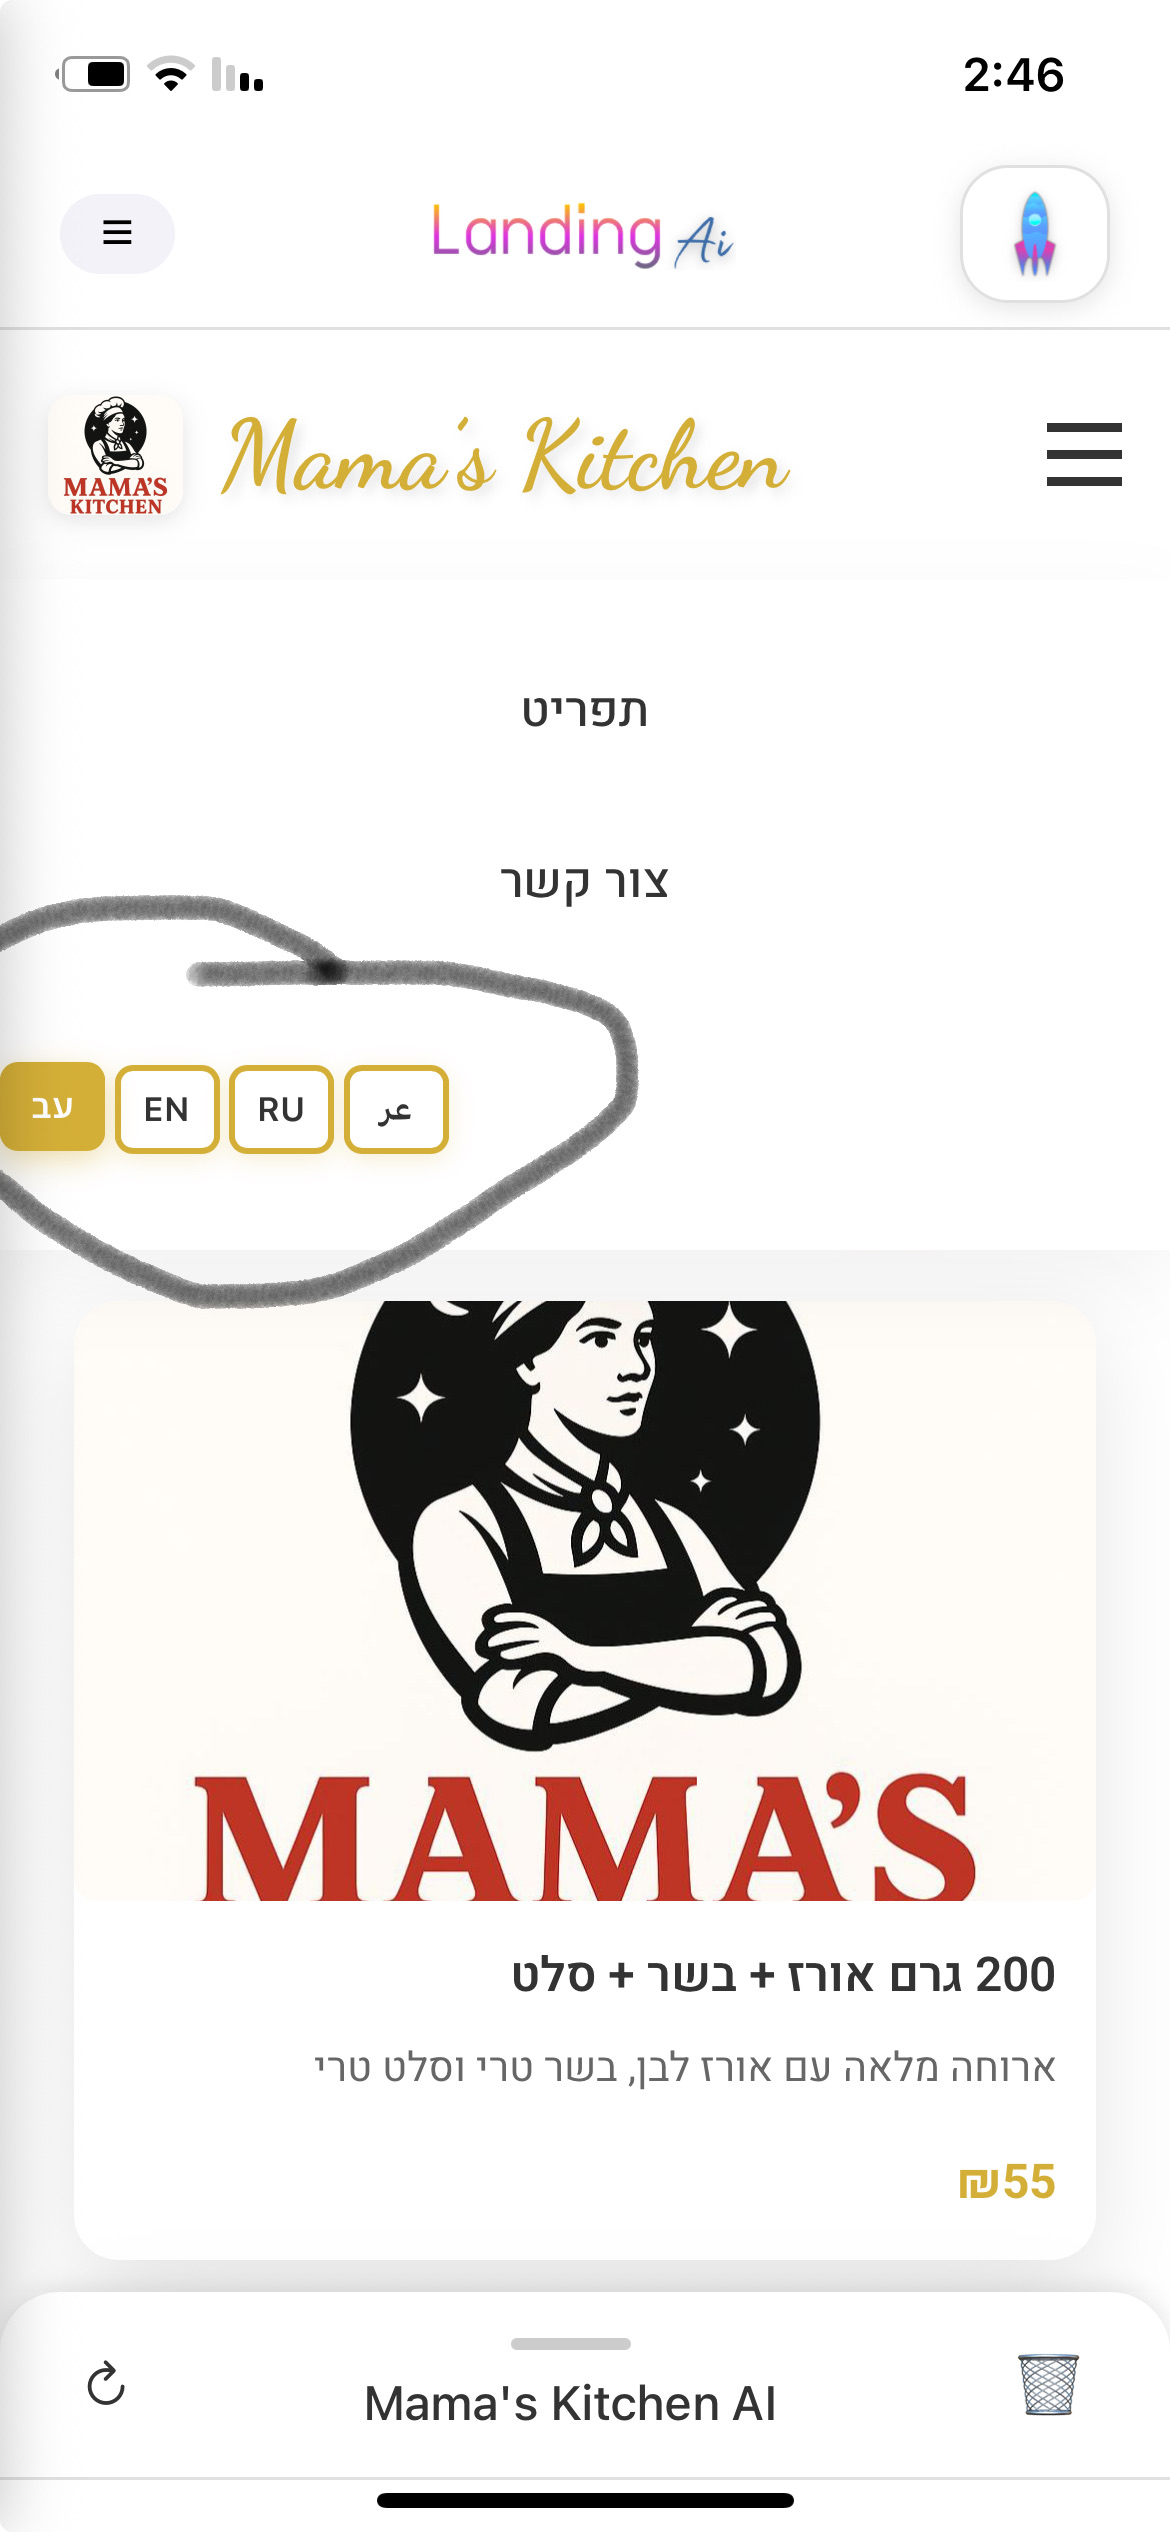 2:46
☰
Landing Ai
MAMA'S
KITCHEN
Mama's Kitchen
תפריט
צור קשר
עב
EN
RU
عر
MAMA'S
200 גרם אורז + בשר + סלט
ארוחה מלאה עם אורז לבן, בשר טרי וסלט טרי
₪55
Mama's Kitchen AI